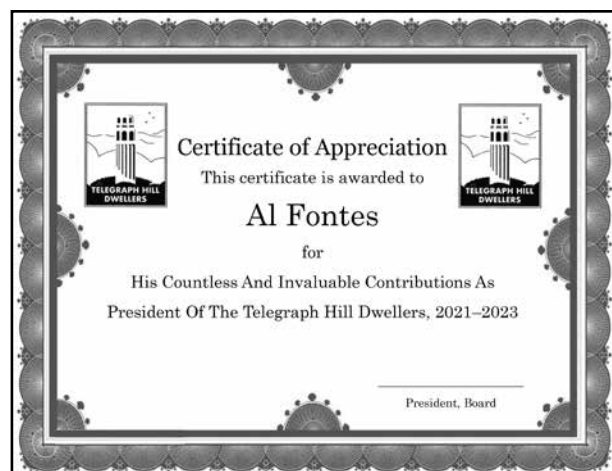 Certificate of Appreciation
This certificate is awarded to
TELEGRAPH HILL
DWELLERS
TELEGRAPH HILL
DWELLERS
Al Fontes
for
His Countless And Invaluable Contributions As
President Of The Telegraph Hill Dwellers, 2021–2023
President, Board